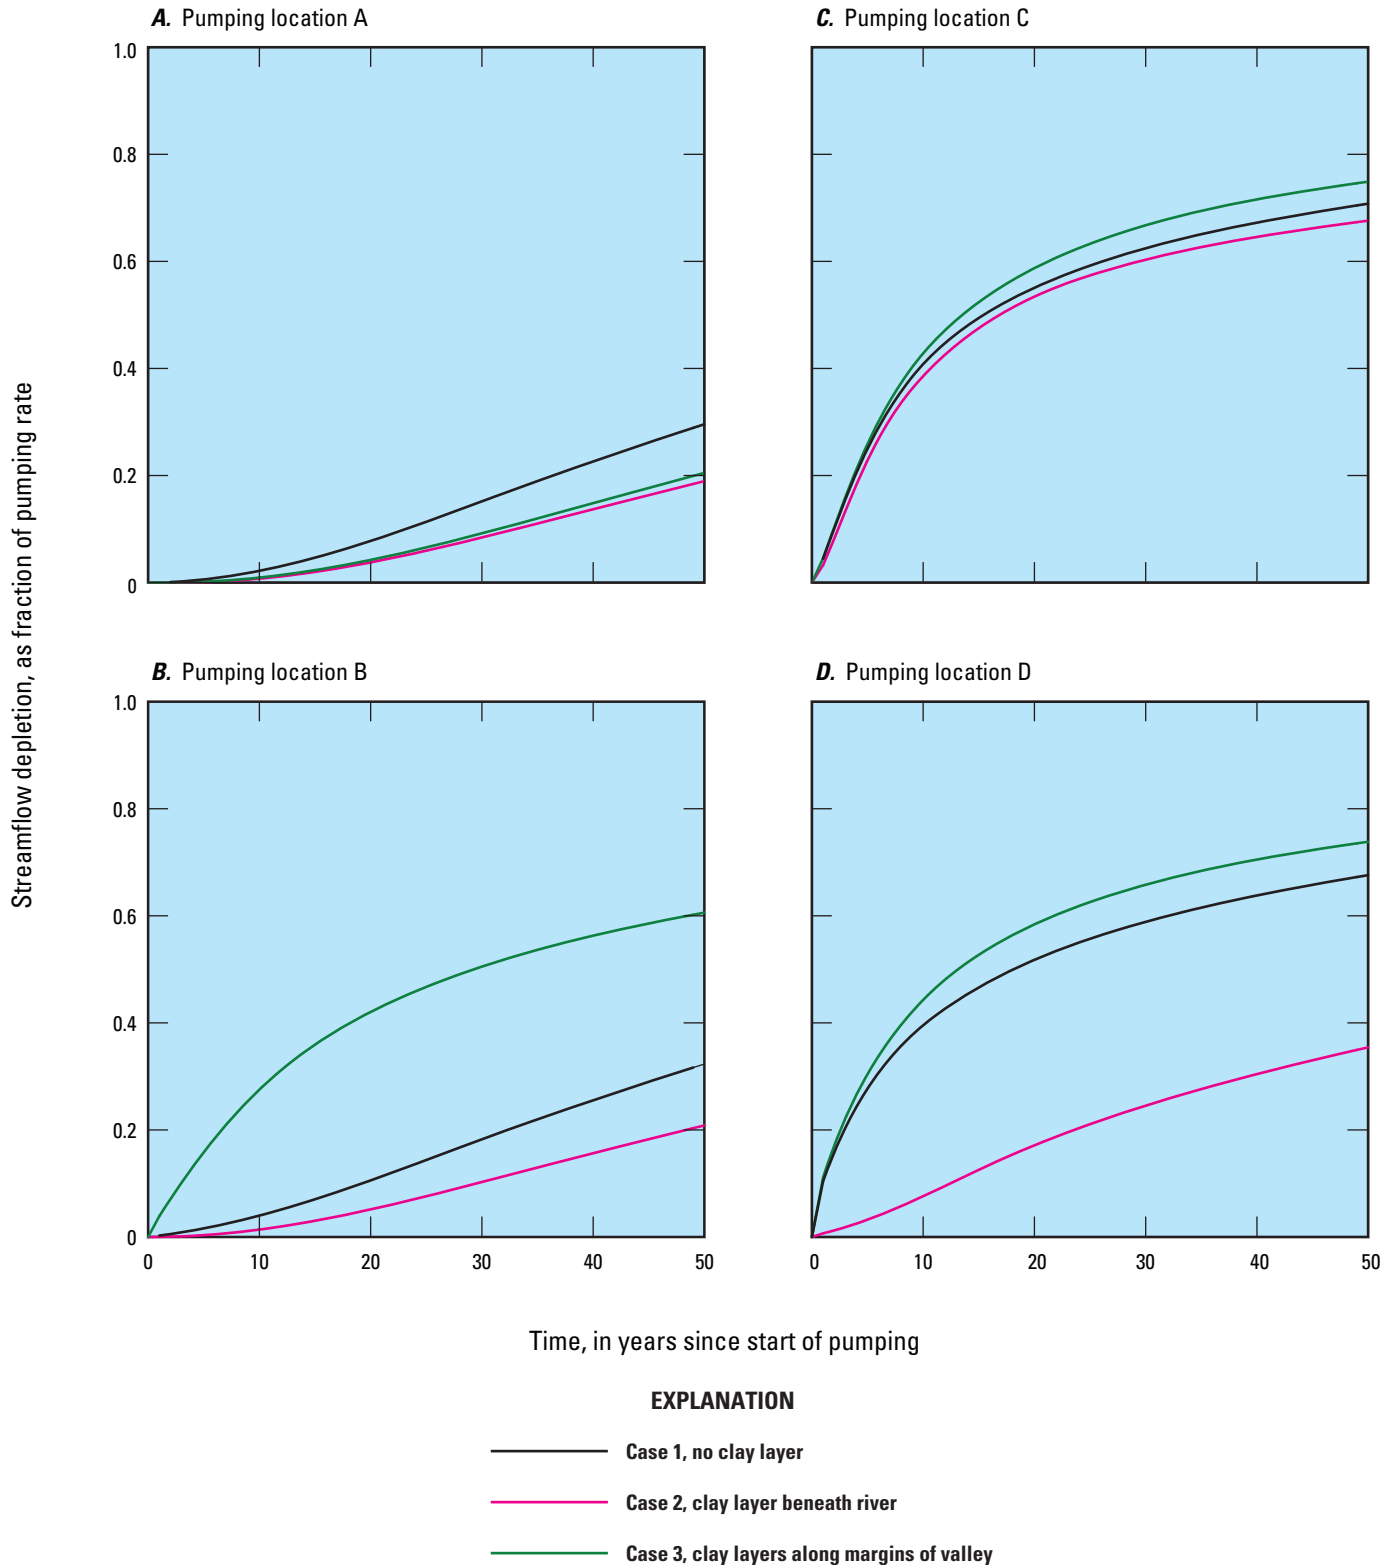 A. Pumping location A
1.0
0.8
0.6
0.4
0.2
0
C. Pumping location C
Streamflow depletion, as fraction of pumping rate
B. Pumping location B
1.0
0.8
0.6
0.4
0.2
0
0 10 20 30 40 50
D. Pumping location D
0 10 20 30 40 50
Time, in years since start of pumping
EXPLANATION
Case 1, no clay layer
Case 2, clay layer beneath river
Case 3, clay layers along margins of valley